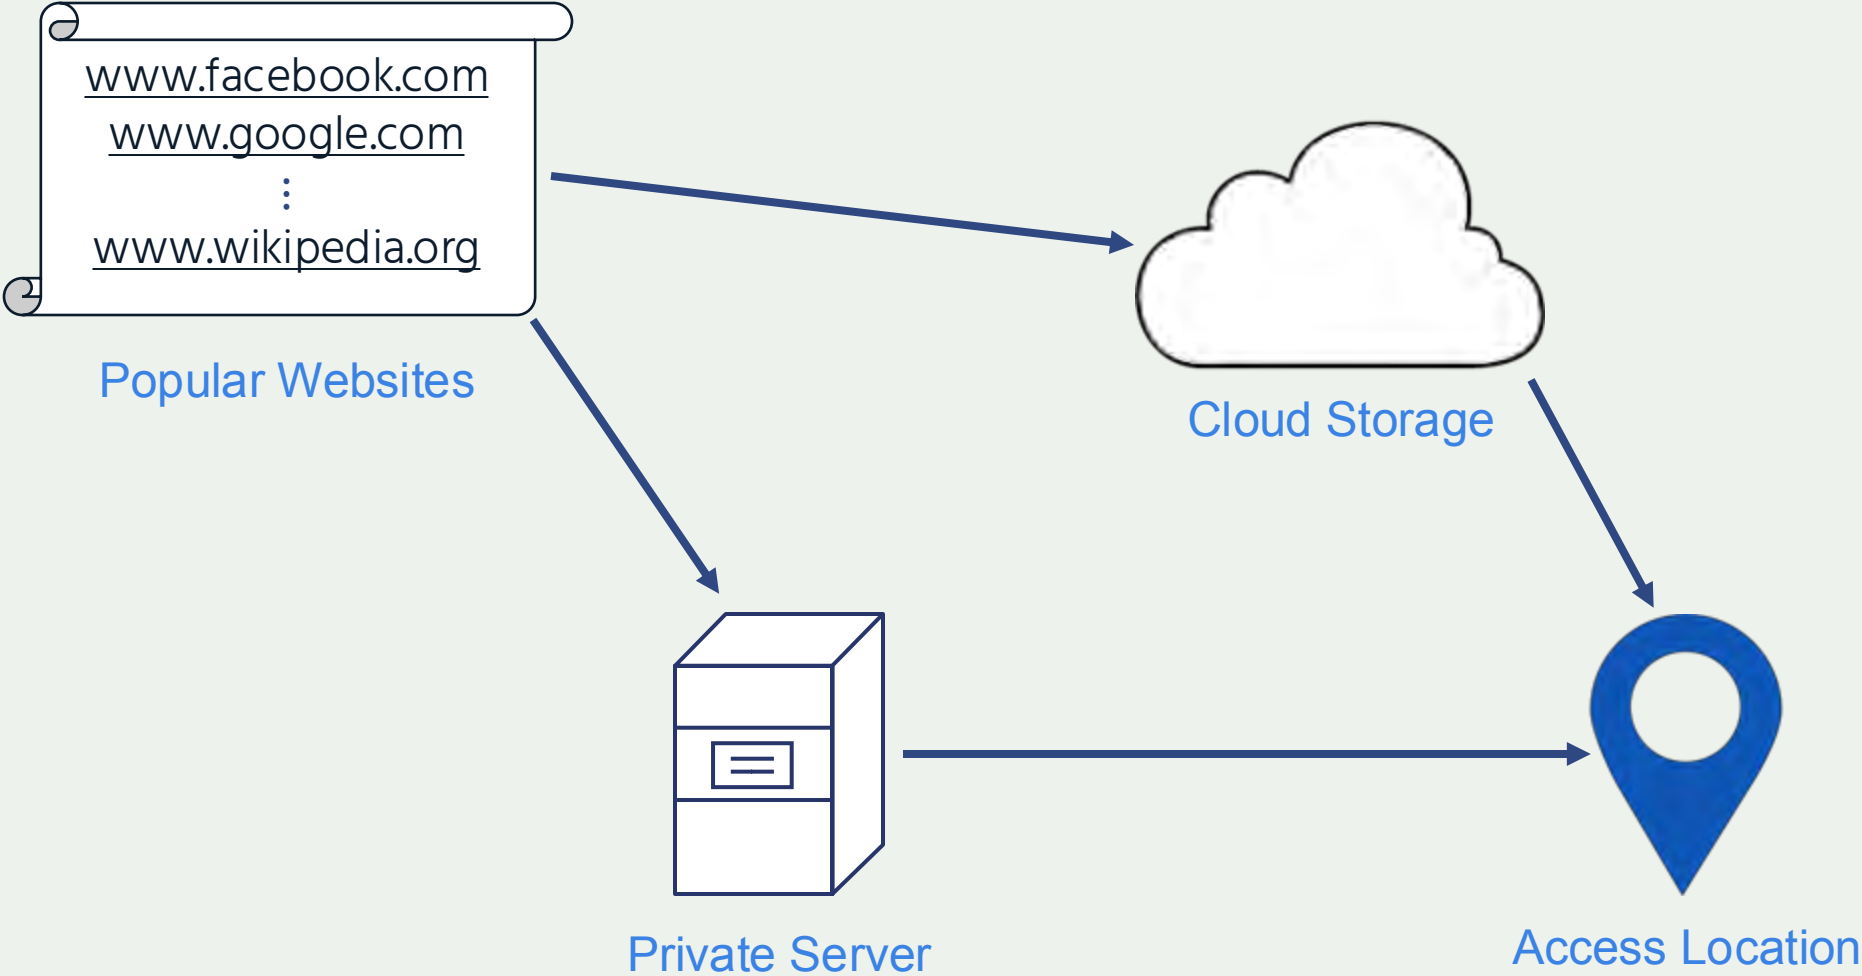 www.facebook.com
www.google.com
⋮
www.wikipedia.org
Popular Websites
Cloud Storage
Private Server
Access Location